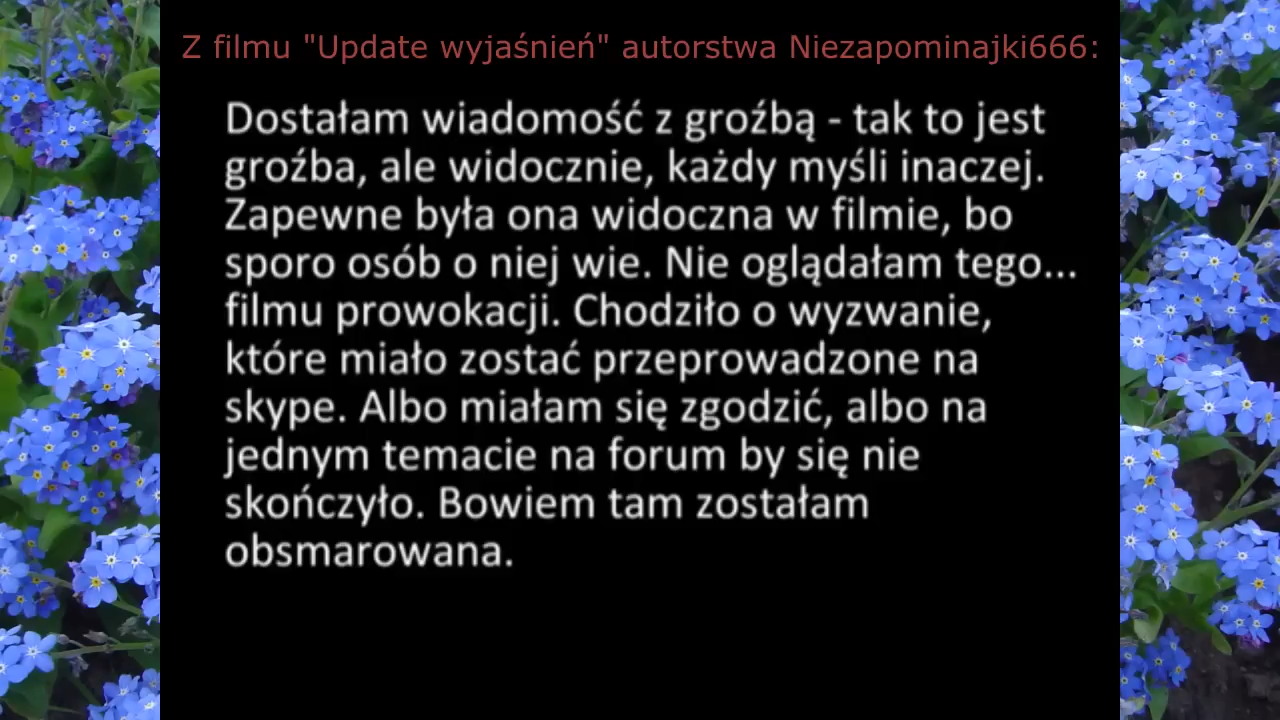 Z filmu "Update wyjaśnień" autorstwa Niezapominajki666:
Dostałam wiadomość z groźbą - tak to jest
groźba, ale widocznie, każdy myśli inaczej.
Zapewne była ona widoczna w filmie, bo
sporo osób o niej wie. Nie oglądałam tego...
filmu prowokacji. Chodziło o wyzwanie,
które miało zostać przeprowadzone na
skype. Albo miałam się zgodzić, albo na
jednym temacie na forum by się nie
skończyło. Bowiem tam zostałam
obsmarowana.